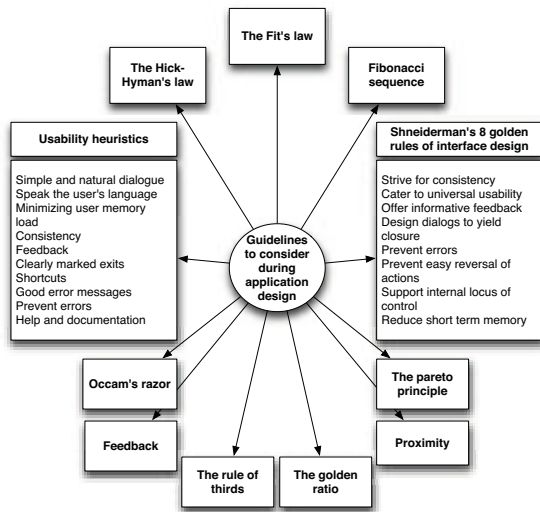 The Fit's law
The Hick-
Hyman's law
Fibonacci
sequence
Usability heuristics
Simple and natural dialogue
Speak the user's language
Minimizing user memory
load
Consistency
Feedback
Clearly marked exits
Shortcuts
Good error messages
Prevent errors
Help and documentation
Shneiderman's 8 golden
rules of interface design
Strive for consistency
Cater to universal usability
Offer informative feedback
Design dialogs to yield
closure
Prevent errors
Prevent easy reversal of
actions
Support internal locus of
control
Reduce short term memory
Guidelines
to consider
during
application
design
Occam's razor
The pareto
principle
Feedback
Proximity
The rule of
thirds
The golden
ratio